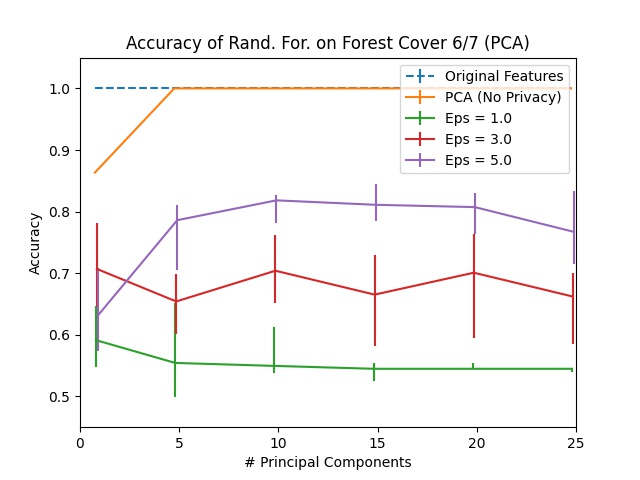 Accuracy of Rand. For. on Forest Cover 6/7 (PCA)
Original Features
PCA (No Privacy)
Eps = 1.0
Eps = 3.0
Eps = 5.0
Accuracy
1.0
0.9
0.8
0.7
0.6
0.5
0 5 10 15 20 25
# Principal Components